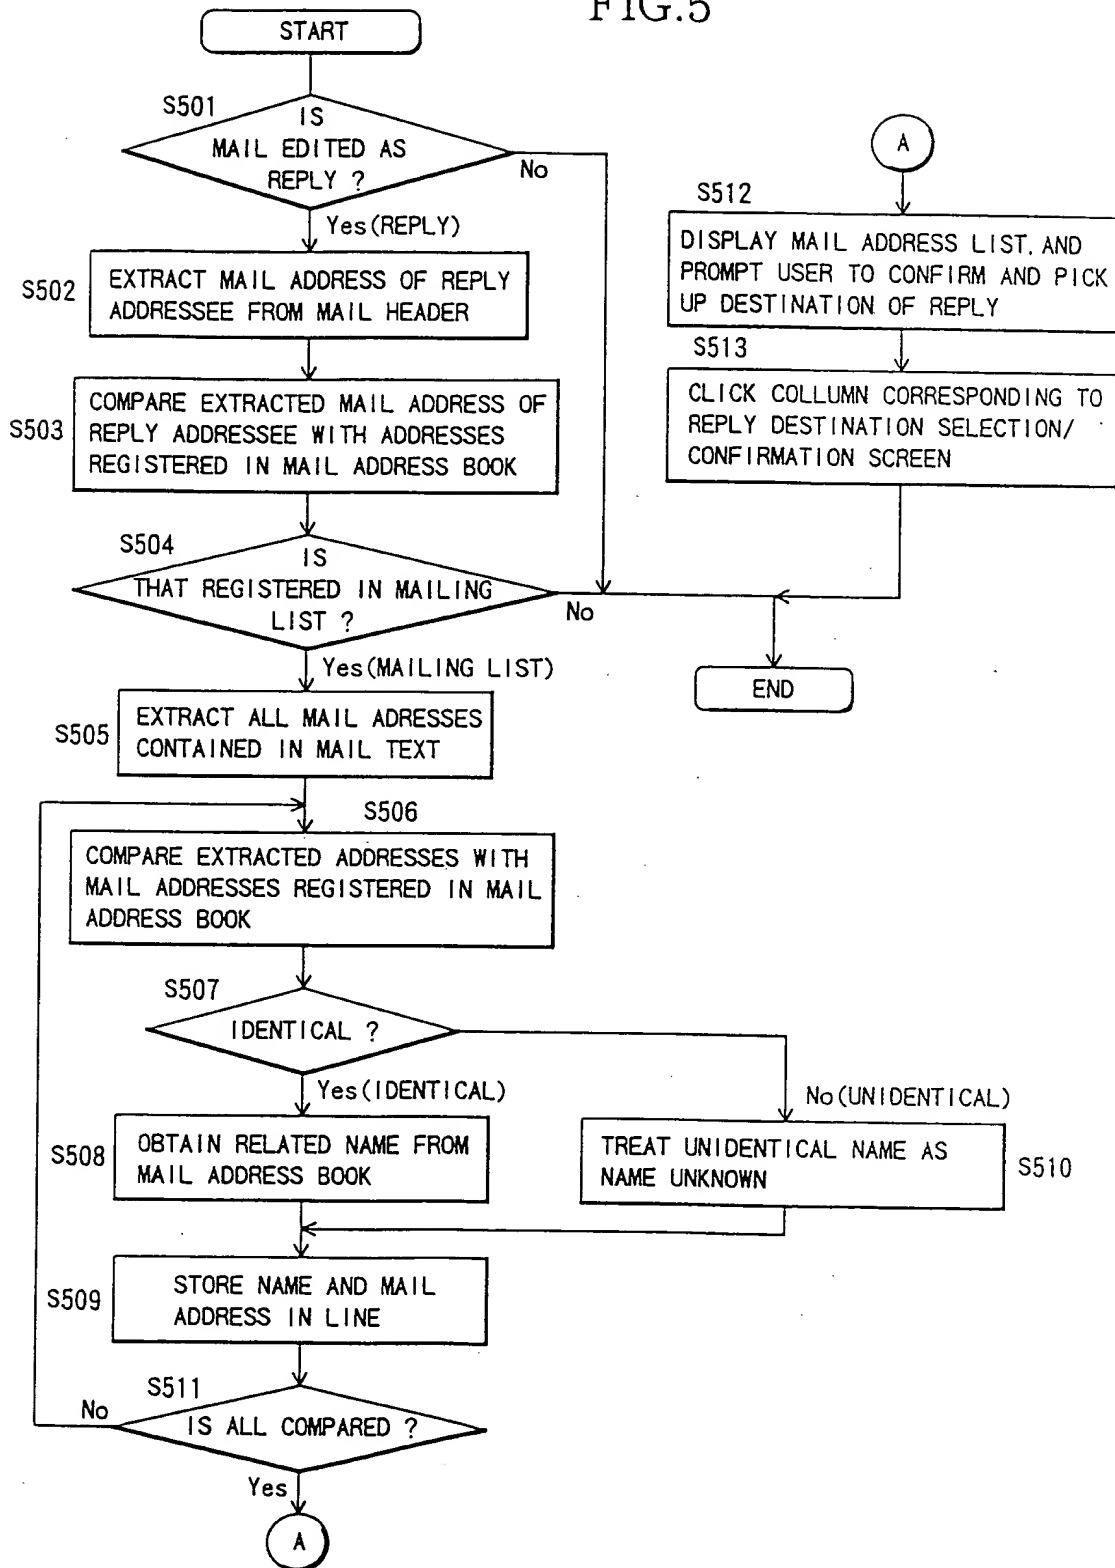 FIG.5
START
S501
IS
MAIL EDITED AS
REPLY ?
No
Yes(REPLY)
S502
EXTRACT MAIL ADDRESS OF REPLY
ADDRESSEE FROM MAIL HEADER
S503
COMPARE EXTRACTED MAIL ADDRESS OF
REPLY ADDRESSEE WITH ADDRESSES
REGISTERED IN MAIL ADDRESS BOOK
S504
IS
THAT REGISTERED IN MAILING
LIST ?
No
Yes(MAILING LIST)
S505
EXTRACT ALL MAIL ADRESSES
CONTAINED IN MAIL TEXT
S506
COMPARE EXTRACTED ADDRESSES WITH
MAIL ADDRESSES REGISTERED IN MAIL
ADDRESS BOOK
S507
IDENTICAL ?
Yes(IDENTICAL)
No(UNIDENTICAL)
S508
OBTAIN RELATED NAME FROM
MAIL ADDRESS BOOK
TREAT UNIDENTICAL NAME AS
NAME UNKNOWN
S510
S509
STORE NAME AND MAIL
ADDRESS IN LINE
S511
No
IS ALL COMPARED ?
Yes
A
A
S512
DISPLAY MAIL ADDRESS LIST, AND
PROMPT USER TO CONFIRM AND PICK
UP DESTINATION OF REPLY
S513
CLICK COLLUMN CORRESPONDING TO
REPLY DESTINATION SELECTION/
CONFIRMATION SCREEN
END